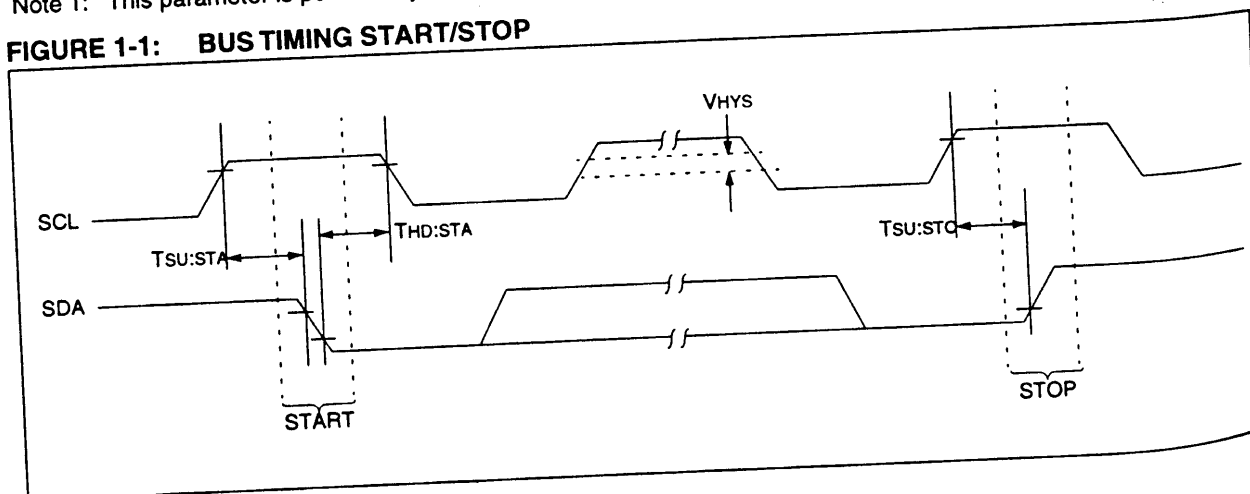 Note 1: This parameter is
FIGURE 1-1: BUS TIMING START/STOP
VHYS
SCL
THD:STA
TSU:STA
TSU:STO
SDA
START
STOP